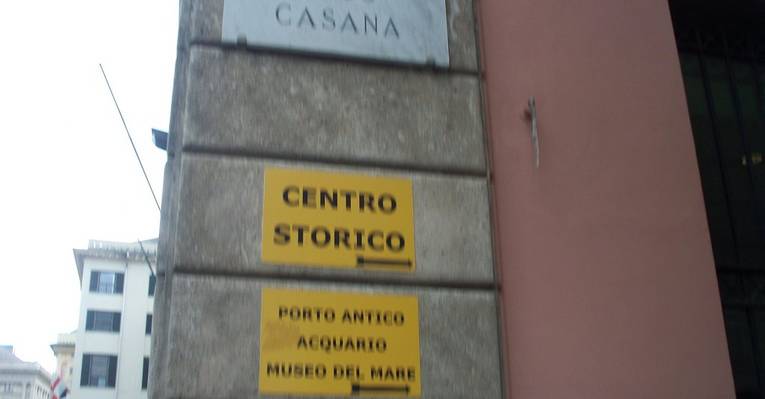 CASANA
CENTRO
STORICO
PORTO ANTICO
ACQUARIO
MUSEO DEL MARE